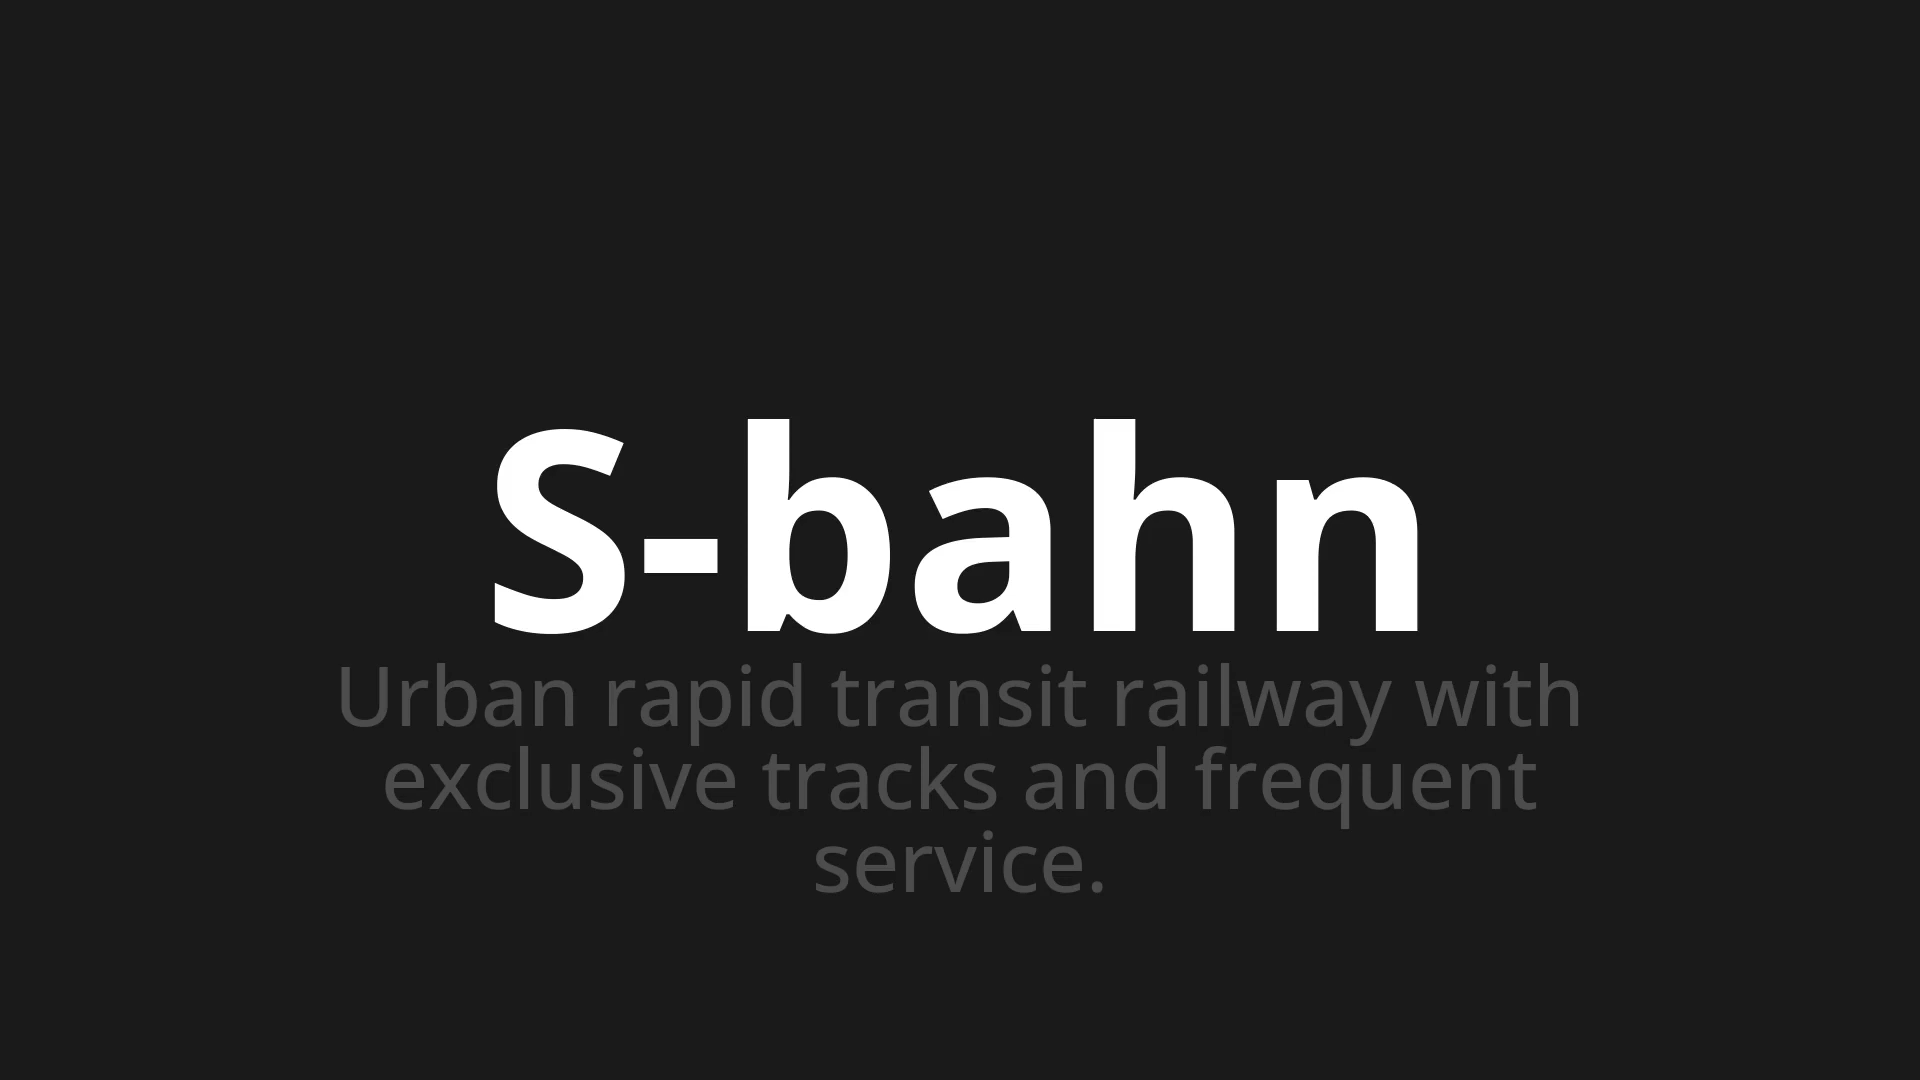 S-bahn
Urban rapid transit railway with
exclusive tracks and frequent
service.